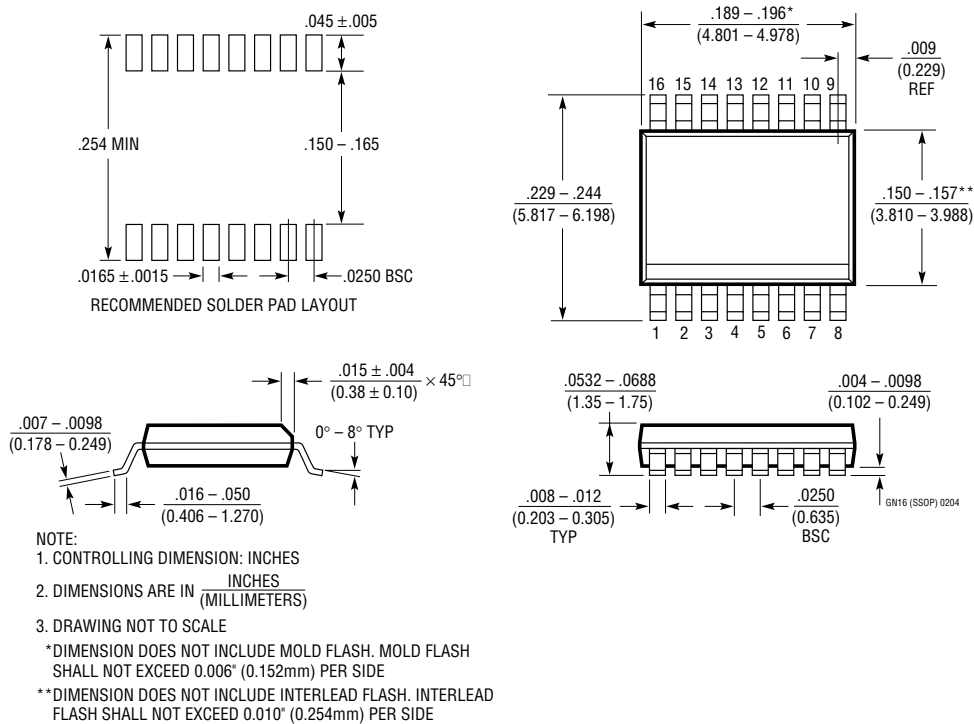 .045 ±.005
.254 MIN
.150 – .165
.0165 ±.0015
.0250 BSC
RECOMMENDED SOLDER PAD LAYOUT
.189 – .196*
(4.801 – 4.978)
.009
(0.229)
REF
16 15 14 13 12 11 10 9
.229 – .244
(5.817 – 6.198)
.150 – .157**
(3.810 – 3.988)
1 2 3 4 5 6 7 8
.015 ± .004
(0.38 ± 0.10)
× 45°
.007 – .0098
(0.178 – 0.249)
0° – 8° TYP
.016 – .050
(0.406 – 1.270)
.0532 – .0688
(1.35 – 1.75)
.004 – .0098
(0.102 – 0.249)
.008 – .012
(0.203 – 0.305)
TYP
.0250
(0.635)
BSC
GN16 (SSOP) 0204
NOTE:
1. CONTROLLING DIMENSION: INCHES
2. DIMENSIONS ARE IN INCHES
(MILLIMETERS)
3. DRAWING NOT TO SCALE
*DIMENSION DOES NOT INCLUDE MOLD FLASH. MOLD FLASH
SHALL NOT EXCEED 0.006" (0.152mm) PER SIDE
**DIMENSION DOES NOT INCLUDE INTERLEAD FLASH. INTERLEAD
FLASH SHALL NOT EXCEED 0.010" (0.254mm) PER SIDE